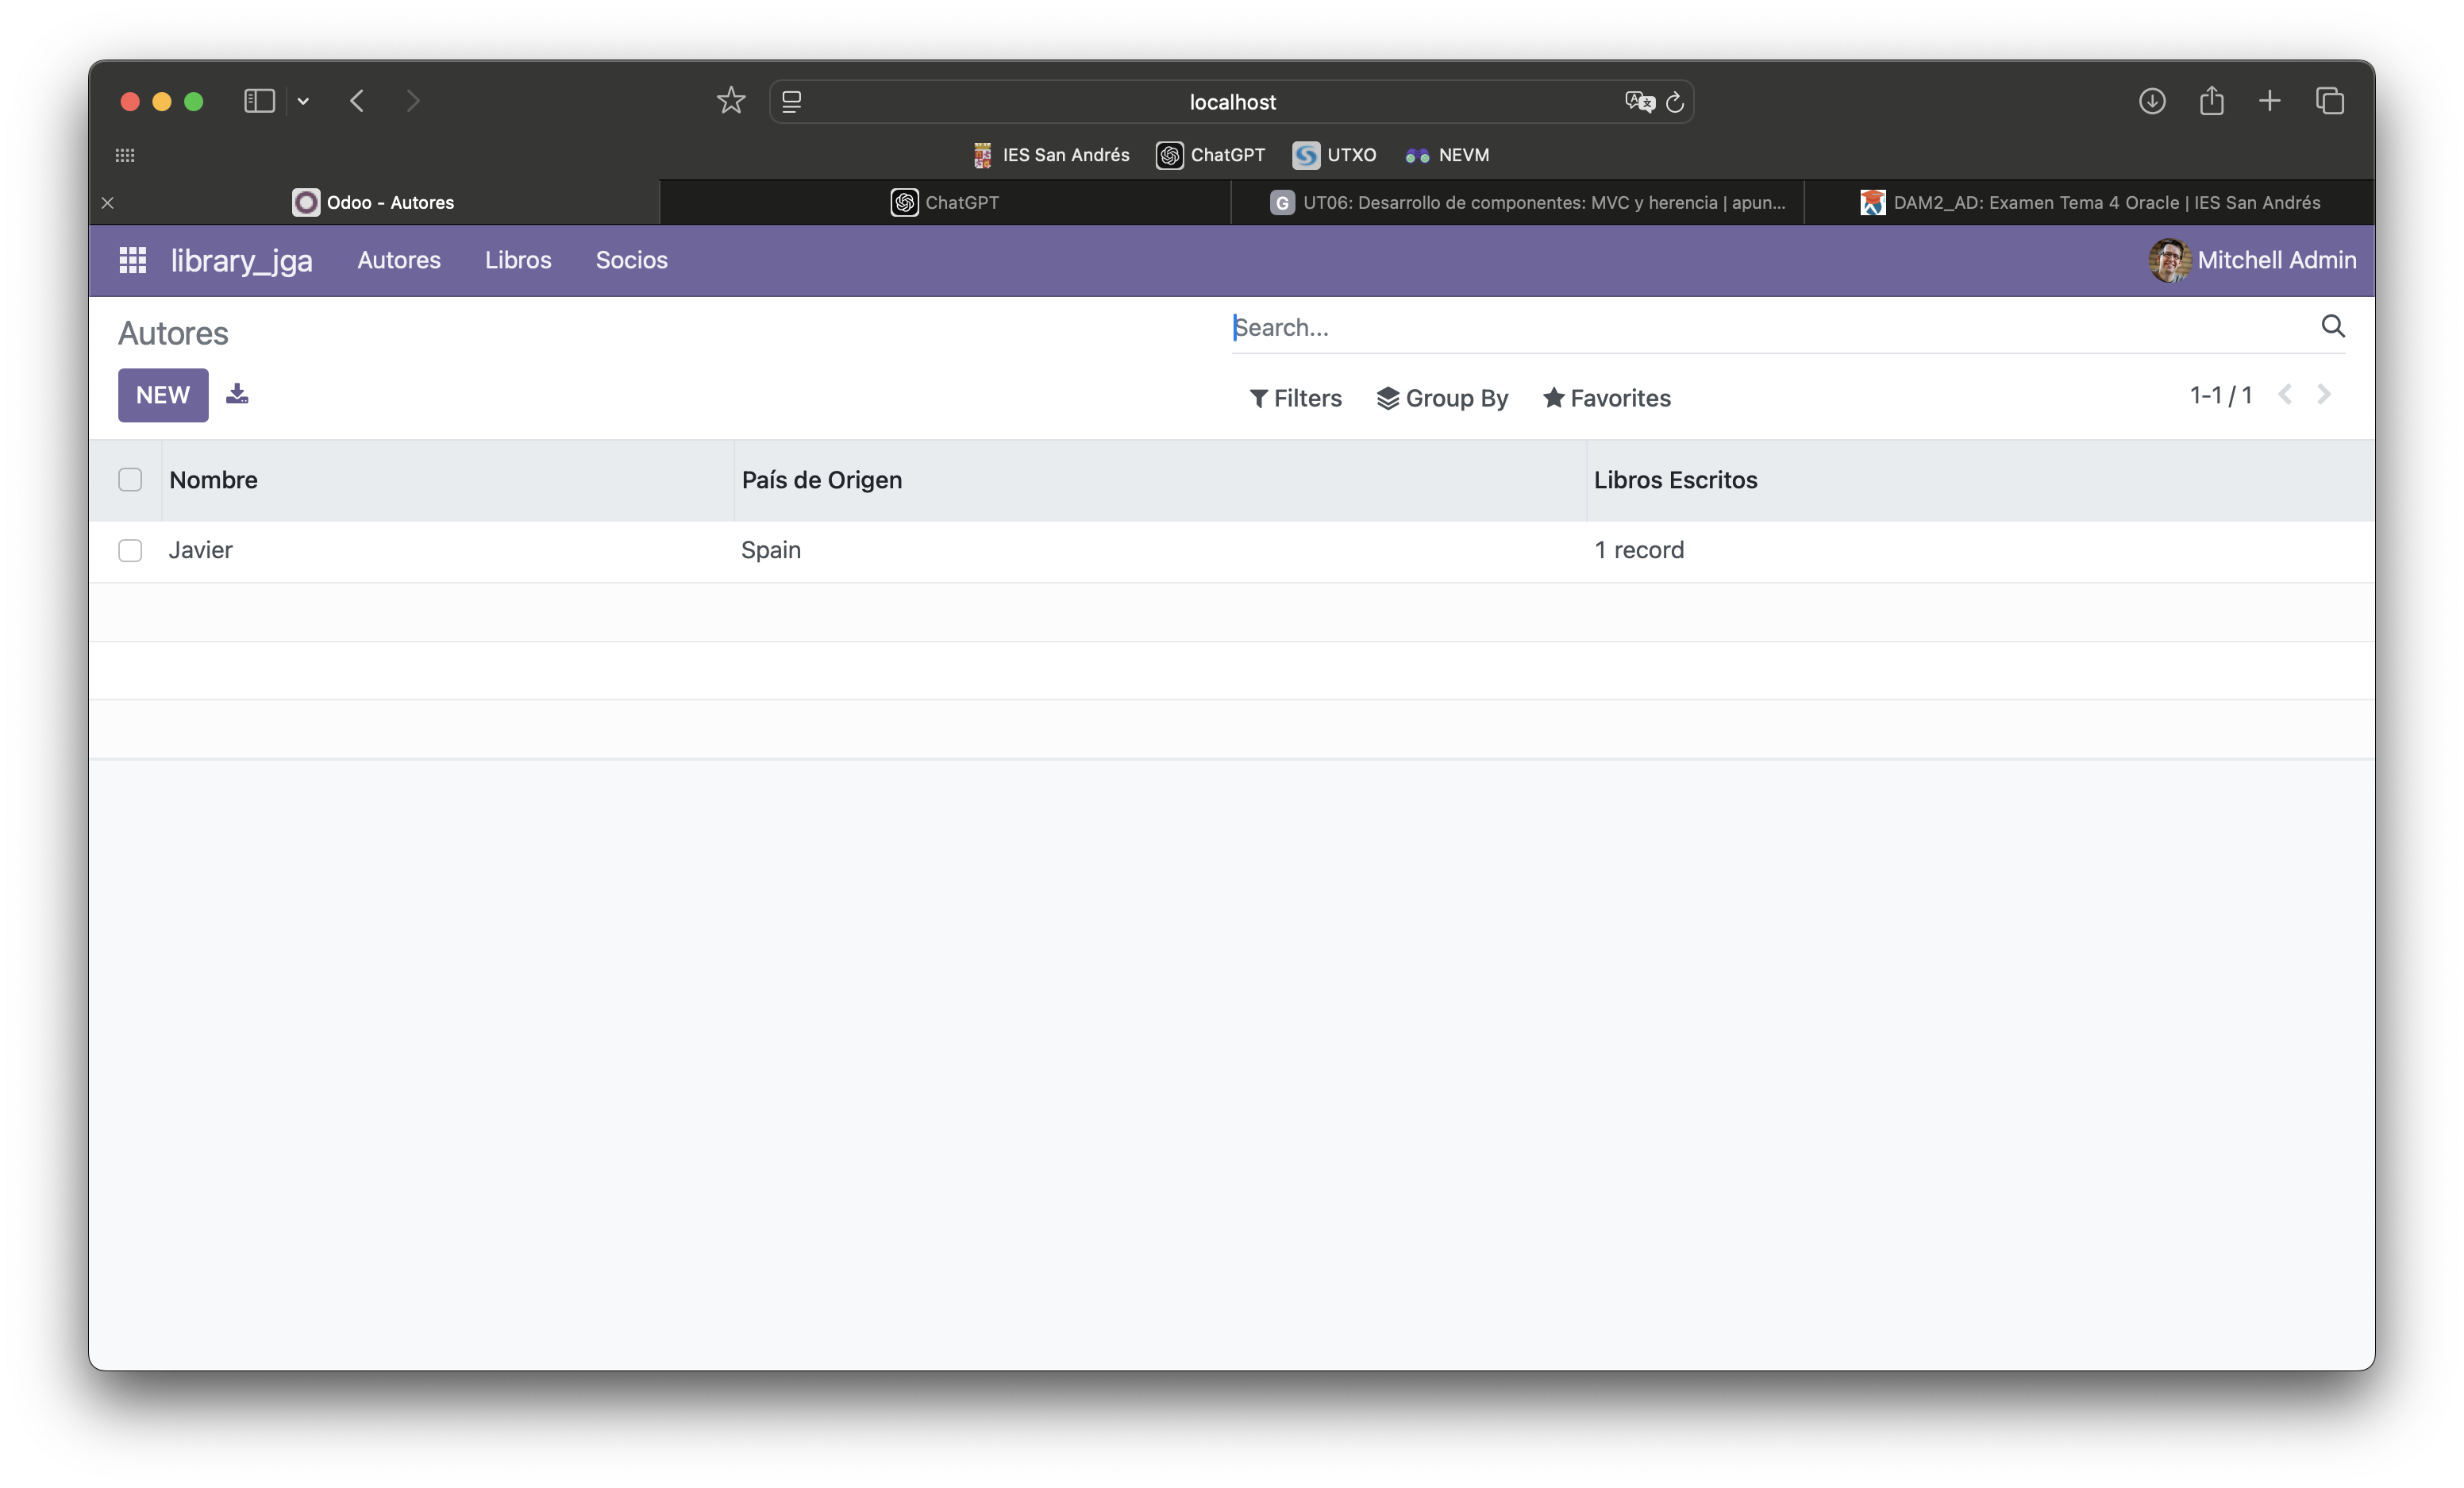 localhost
IES San Andrés ChatGPT UTXO NEVM
Odoo - Autores ChatGPT G UT06: Desarrollo de componentes: MVC y herencia | apun... DAM2_AD: Examen Tema 4 Oracle | IES San Andrés
library_jga Autores Libros Socios Mitchell Admin
Autores Search...
NEW Filters Group By Favorites 1-1 / 1
Nombre País de Origen Libros Escritos
Javier Spain 1 record